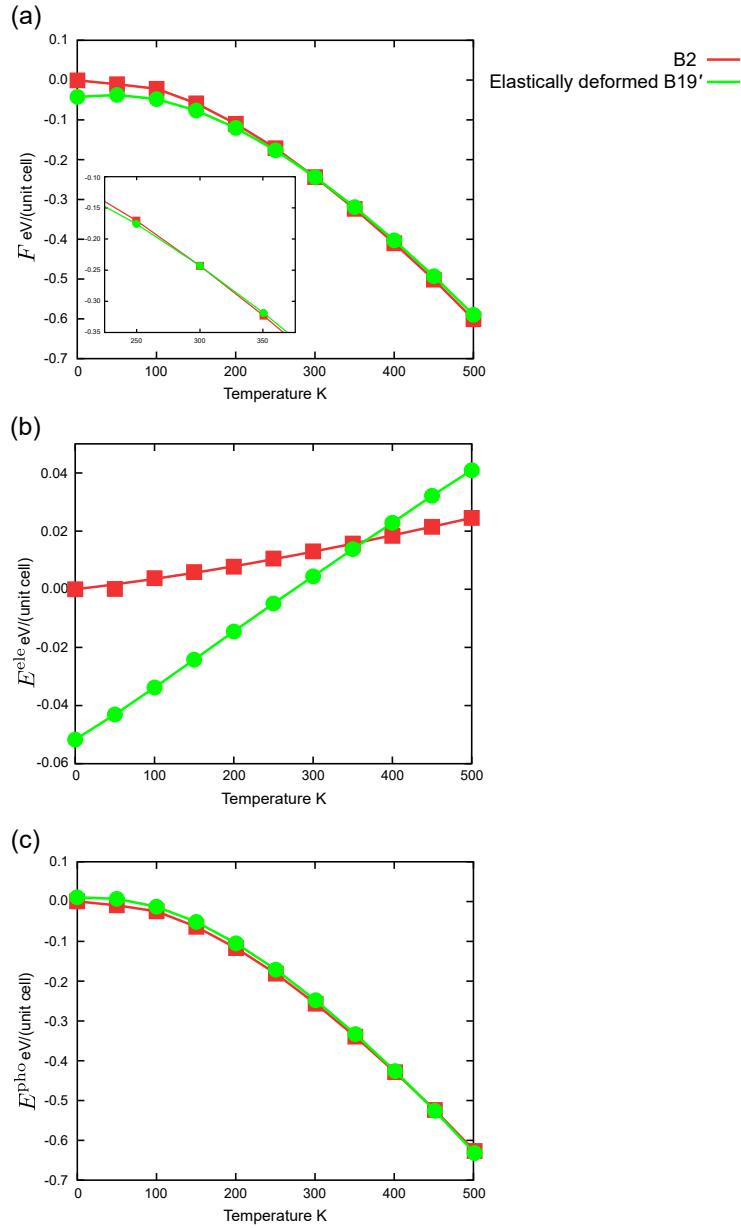 (a)
B2
Elastically deformed B19′
0.1
0.0
-0.1
-0.2
-0.3
-0.4
-0.5
-0.6
-0.7
F eV/(unit cell)
-0.10
-0.15
-0.20
-0.25
-0.30
-0.35
250 300 350
0 100 200 300 400 500
Temperature K
(b)
0.04
0.02
0.00
-0.02
-0.04
-0.06
E^ele eV/(unit cell)
0 100 200 300 400 500
Temperature K
(c)
0.1
0.0
-0.1
-0.2
-0.3
-0.4
-0.5
-0.6
-0.7
E^pho eV/(unit cell)
0 100 200 300 400 500
Temperature K